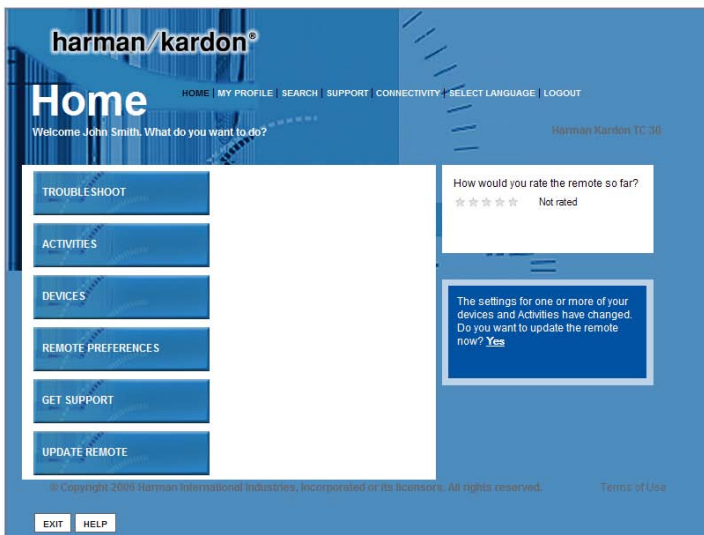 harman/kardon®
Home
HOME | MY PROFILE | SEARCH | SUPPORT | CONNECTIVITY | SELECT LANGUAGE | LOGOUT
Welcome John Smith. What do you want to do?
Harman Kardon TC 30
TROUBLESHOOT
ACTIVITIES
DEVICES
REMOTE PREFERENCES
GET SUPPORT
UPDATE REMOTE
How would you rate the remote so far?
Not rated
The settings for one or more of your
devices and Activities have changed.
Do you want to update the remote
now? Yes
© Copyright 2006 Harman International Industries, Incorporated or its licensors. All rights reserved.
Terms of Use
EXIT
HELP